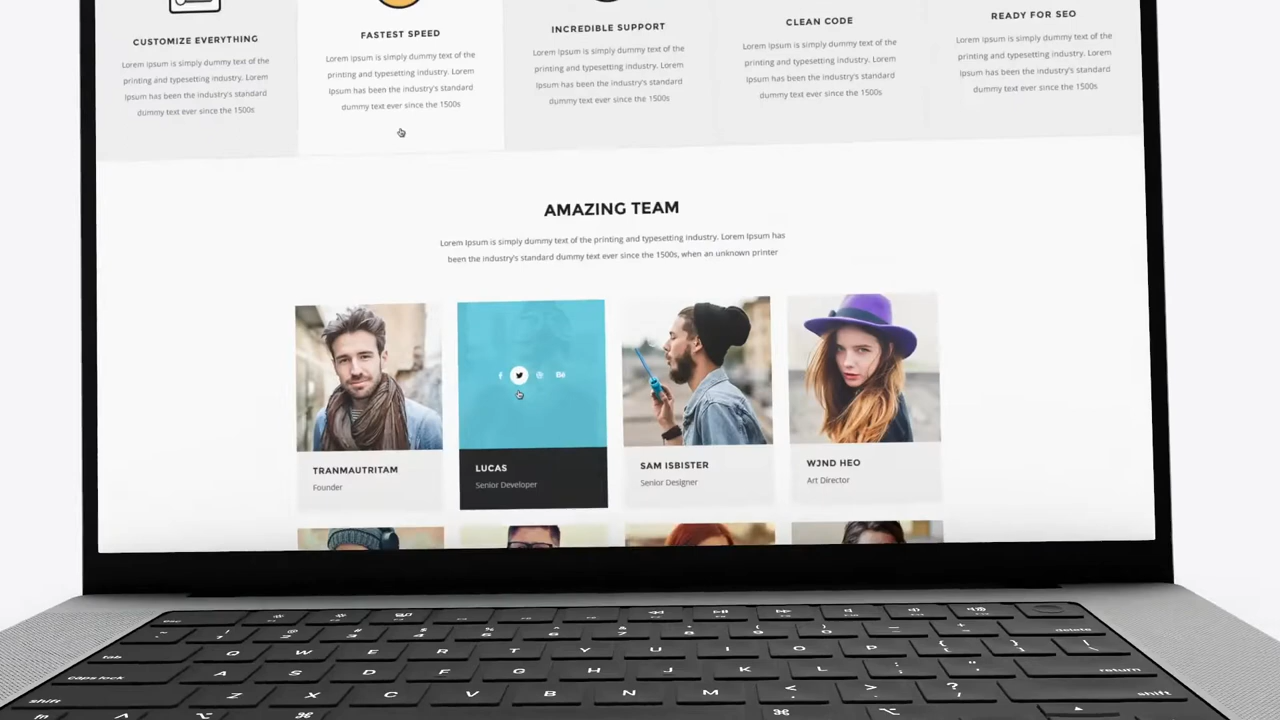 CUSTOMIZE EVERYTHING
Lorem Ipsum is simply dummy text of the
printing and typesetting industry. Lorem
Ipsum has been the industry's standard
dummy text ever since the 1500s
FASTEST SPEED
Lorem Ipsum is simply dummy text of the
printing and typesetting industry. Lorem
Ipsum has been the industry's standard
dummy text ever since the 1500s
INCREDIBLE SUPPORT
Lorem Ipsum is simply dummy text of the
printing and typesetting industry. Lorem
Ipsum has been the industry's standard
dummy text ever since the 1500s
CLEAN CODE
Lorem Ipsum is simply dummy text of the
printing and typesetting industry. Lorem
Ipsum has been the industry's standard
dummy text ever since the 1500s
READY FOR SEO
Lorem Ipsum is simply dummy text of the
printing and typesetting industry. Lorem
Ipsum has been the industry's standard
dummy text ever since the 1500s
AMAZING TEAM
Lorem Ipsum is simply dummy text of the printing and typesetting industry. Lorem Ipsum has
been the industry's standard dummy text ever since the 1500s, when an unknown printer
TRANMAUTRITAM
Founder
LUCAS
Senior Developer
SAM ISBISTER
Senior Designer
WJND HEO
Art Director
esc
delete
tab Q W E R T Y U I O P
caps lock A S D F G H J K L return
shift Z X C V B N M shift
fn